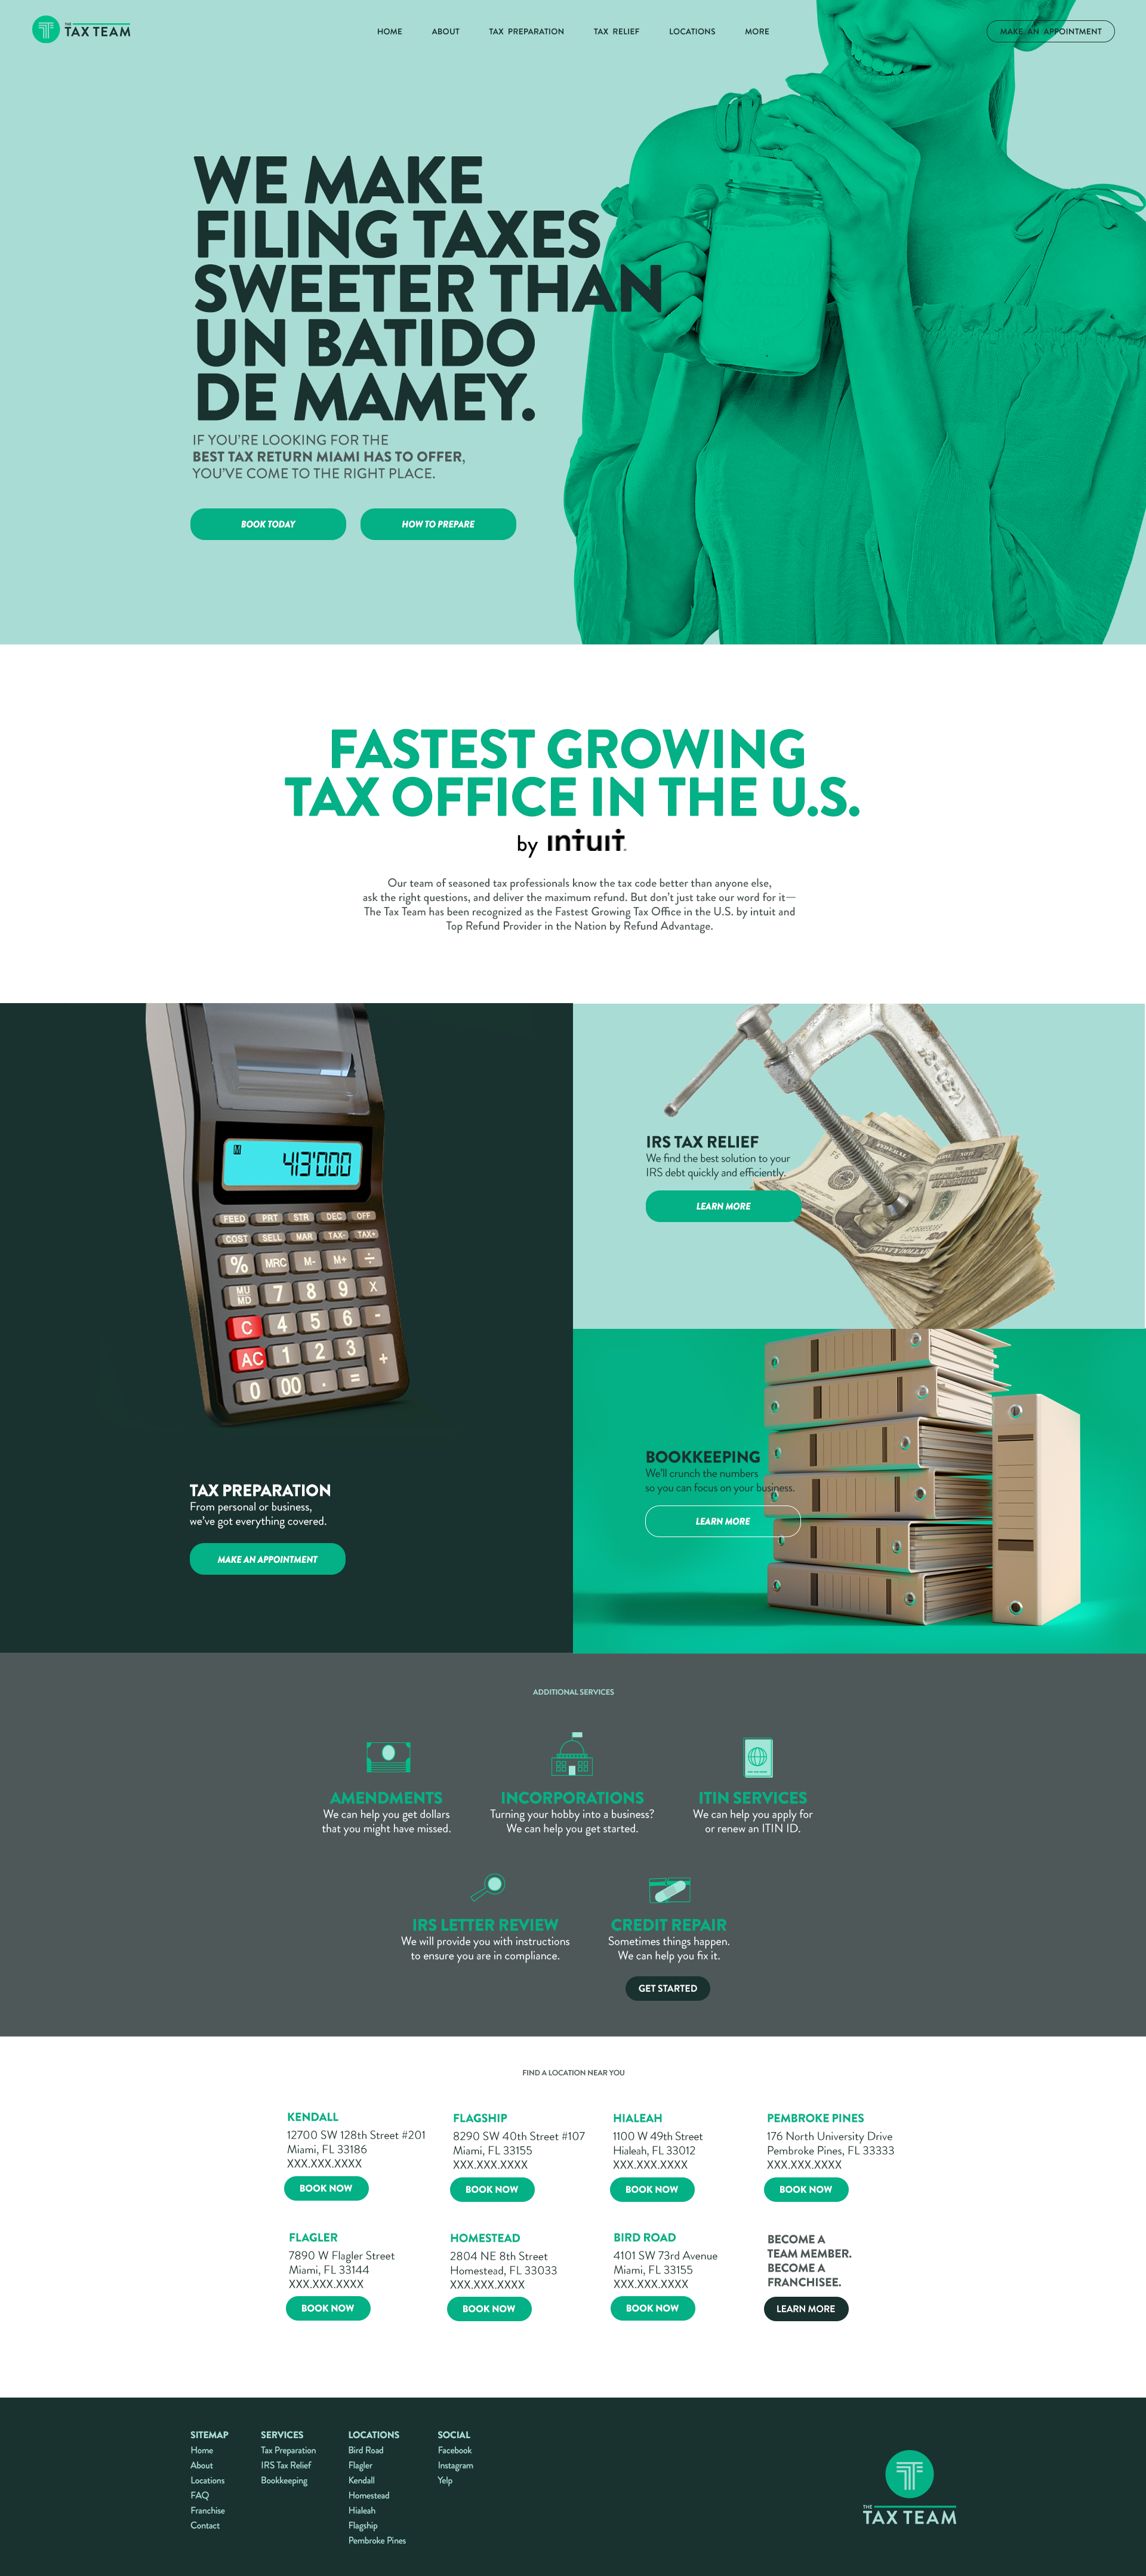 THE
TAX TEAM
HOME
ABOUT
TAX PREPARATION
TAX RELIEF
LOCATIONS
MORE
MAKE AN APPOINTMENT
WE MAKE
FILING TAXES
SWEETER THAN
UN BATIDO
DE MAMEY.
IF YOU'RE LOOKING FOR THE
BEST TAX RETURN MIAMI HAS TO OFFER,
YOU'VE COME TO THE RIGHT PLACE.
BOOK TODAY
HOW TO PREPARE
FASTEST GROWING
TAX OFFICE IN THE U.S.
by intuit.
Our team of seasoned tax professionals know the tax code better than anyone else,
ask the right questions, and deliver the maximum refund. But don't just take our word for it—
The Tax Team has been recognized as the Fastest Growing Tax Office in the U.S. by intuit and
Top Refund Provider in the Nation by Refund Advantage.
M 413'000
FEED PRT STR DEC OFF
COST SELL MAR TAX- TAX+
% MRC M- M+ ÷
MU MD 7 8 9 X
C 4 5 6 -
AC 1 2 3 +
0 00 . =
TAX PREPARATION
From personal or business,
we've got everything covered.
MAKE AN APPOINTMENT
IRS TAX RELIEF
We find the best solution to your
IRS debt quickly and efficiently.
LEARN MORE
TWENTY DOLLARS
20
BOOKKEEPING
We'll crunch the numbers
so you can focus on your business.
LEARN MORE
ADDITIONAL SERVICES
AMENDMENTS
We can help you get dollars
that you might have missed.
INCORPORATIONS
Turning your hobby into a business?
We can help you get started.
ITIN SERVICES
We can help you apply for
or renew an ITIN ID.
IRS LETTER REVIEW
We will provide you with instructions
to ensure you are in compliance.
CREDIT REPAIR
Sometimes things happen.
We can help you fix it.
GET STARTED
FIND A LOCATION NEAR YOU
KENDALL
12700 SW 128th Street #201
Miami, FL 33186
XXX.XXX.XXXX
BOOK NOW
FLAGSHIP
8290 SW 40th Street #107
Miami, FL 33155
XXX.XXX.XXXX
BOOK NOW
HIALEAH
1100 W 49th Street
Hialeah, FL 33012
XXX.XXX.XXXX
BOOK NOW
PEMBROKE PINES
176 North University Drive
Pembroke Pines, FL 33333
XXX.XXX.XXXX
BOOK NOW
FLAGLER
7890 W Flagler Street
Miami, FL 33144
XXX.XXX.XXXX
BOOK NOW
HOMESTEAD
2804 NE 8th Street
Homestead, FL 33033
XXX.XXX.XXXX
BOOK NOW
BIRD ROAD
4101 SW 73rd Avenue
Miami, FL 33155
XXX.XXX.XXXX
BOOK NOW
BECOME A
TEAM MEMBER.
BECOME A
FRANCHISEE.
LEARN MORE
SITEMAP
Home
About
Locations
FAQ
Franchise
Contact
SERVICES
Tax Preparation
IRS Tax Relief
Bookkeeping
LOCATIONS
Bird Road
Flagler
Kendall
Homestead
Hialeah
Flagship
Pembroke Pines
SOCIAL
Facebook
Instagram
Yelp
THE
TAX TEAM